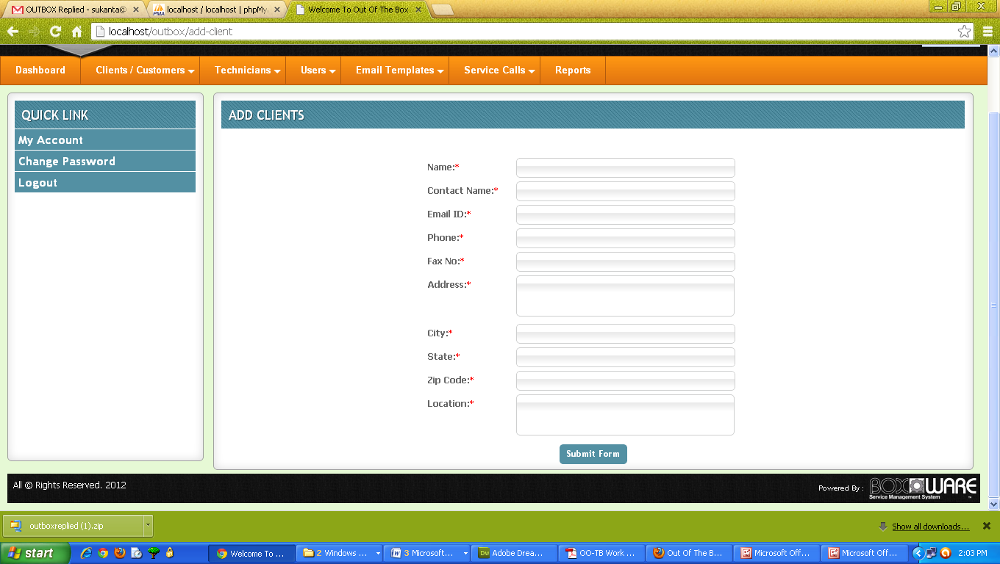 OUTBOX Replied - sukanta@
localhost / localhost | phpMy
Welcome To Out Of The Box
localhost/outbox/add-client
Dashboard
Clients / Customers
Technicians
Users
Email Templates
Service Calls
Reports
QUICK LINK
My Account
Change Password
Logout
ADD CLIENTS
Name:*
Contact Name:*
Email ID:*
Phone:*
Fax No:*
Address:*
City:*
State:*
Zip Code:*
Location:*
Submit Form
All © Rights Reserved. 2012
Powered By :
BOXOWARE
Service Management System
™
outboxreplied (1).zip
Show all downloads...
start
Welcome To ...
2 Windows ...
3 Microsoft...
Adobe Drea...
OO-TB Work ...
Out Of The B...
Microsoft Off...
Microsoft Off...
2:03 PM